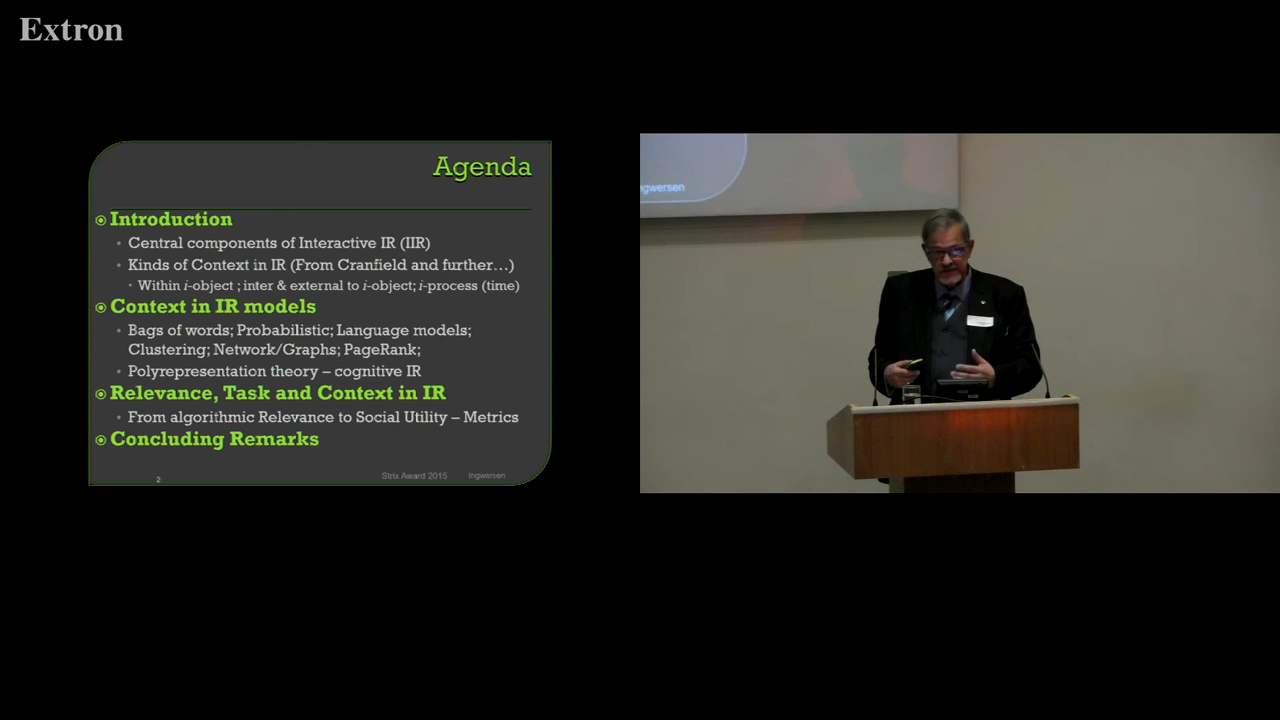 Extron
Agenda
Introduction
Central components of Interactive IR (IIR)
Kinds of Context in IR (From Cranfield and further…)
Within i-object ; inter & external to i-object; i-process (time)
Context in IR models
Bags of words; Probabilistic; Language models;
Clustering; Network/Graphs; PageRank;
Polyrepresentation theory – cognitive IR
Relevance, Task and Context in IR
From algorithmic Relevance to Social Utility – Metrics
Concluding Remarks
2 Strix Award 2015 Ingwersen
gwersen